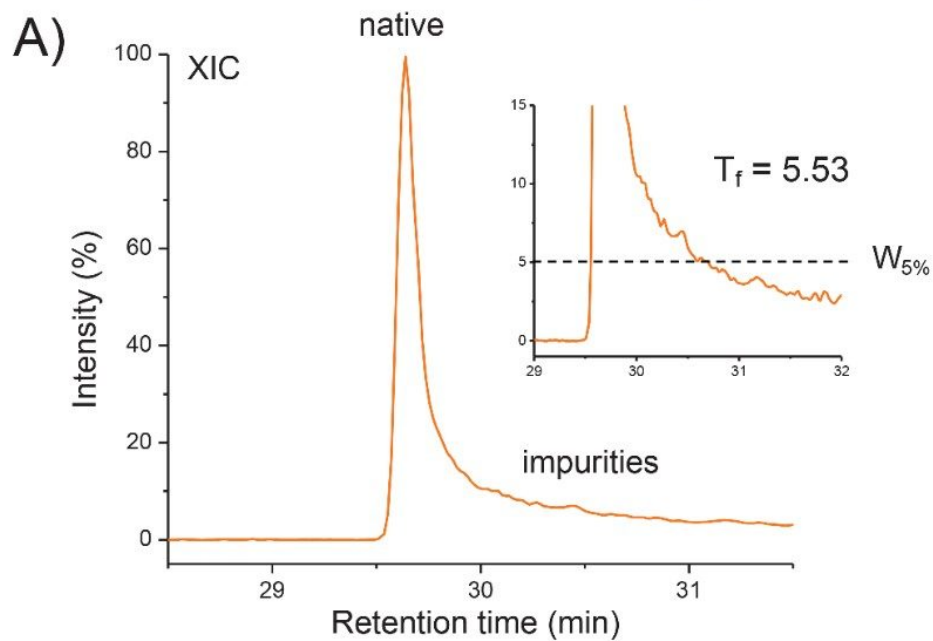 A)
native
XIC
100
80
60
40
20
0
Intensity (%)
29
30
31
Retention time (min)
impurities
15
10
5
0
29
30
31
32
T_f = 5.53
W_5%